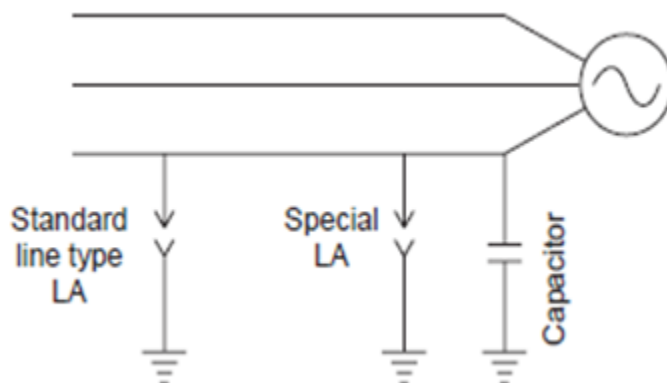 Standard
line type
LA
Special
LA
Capacitor